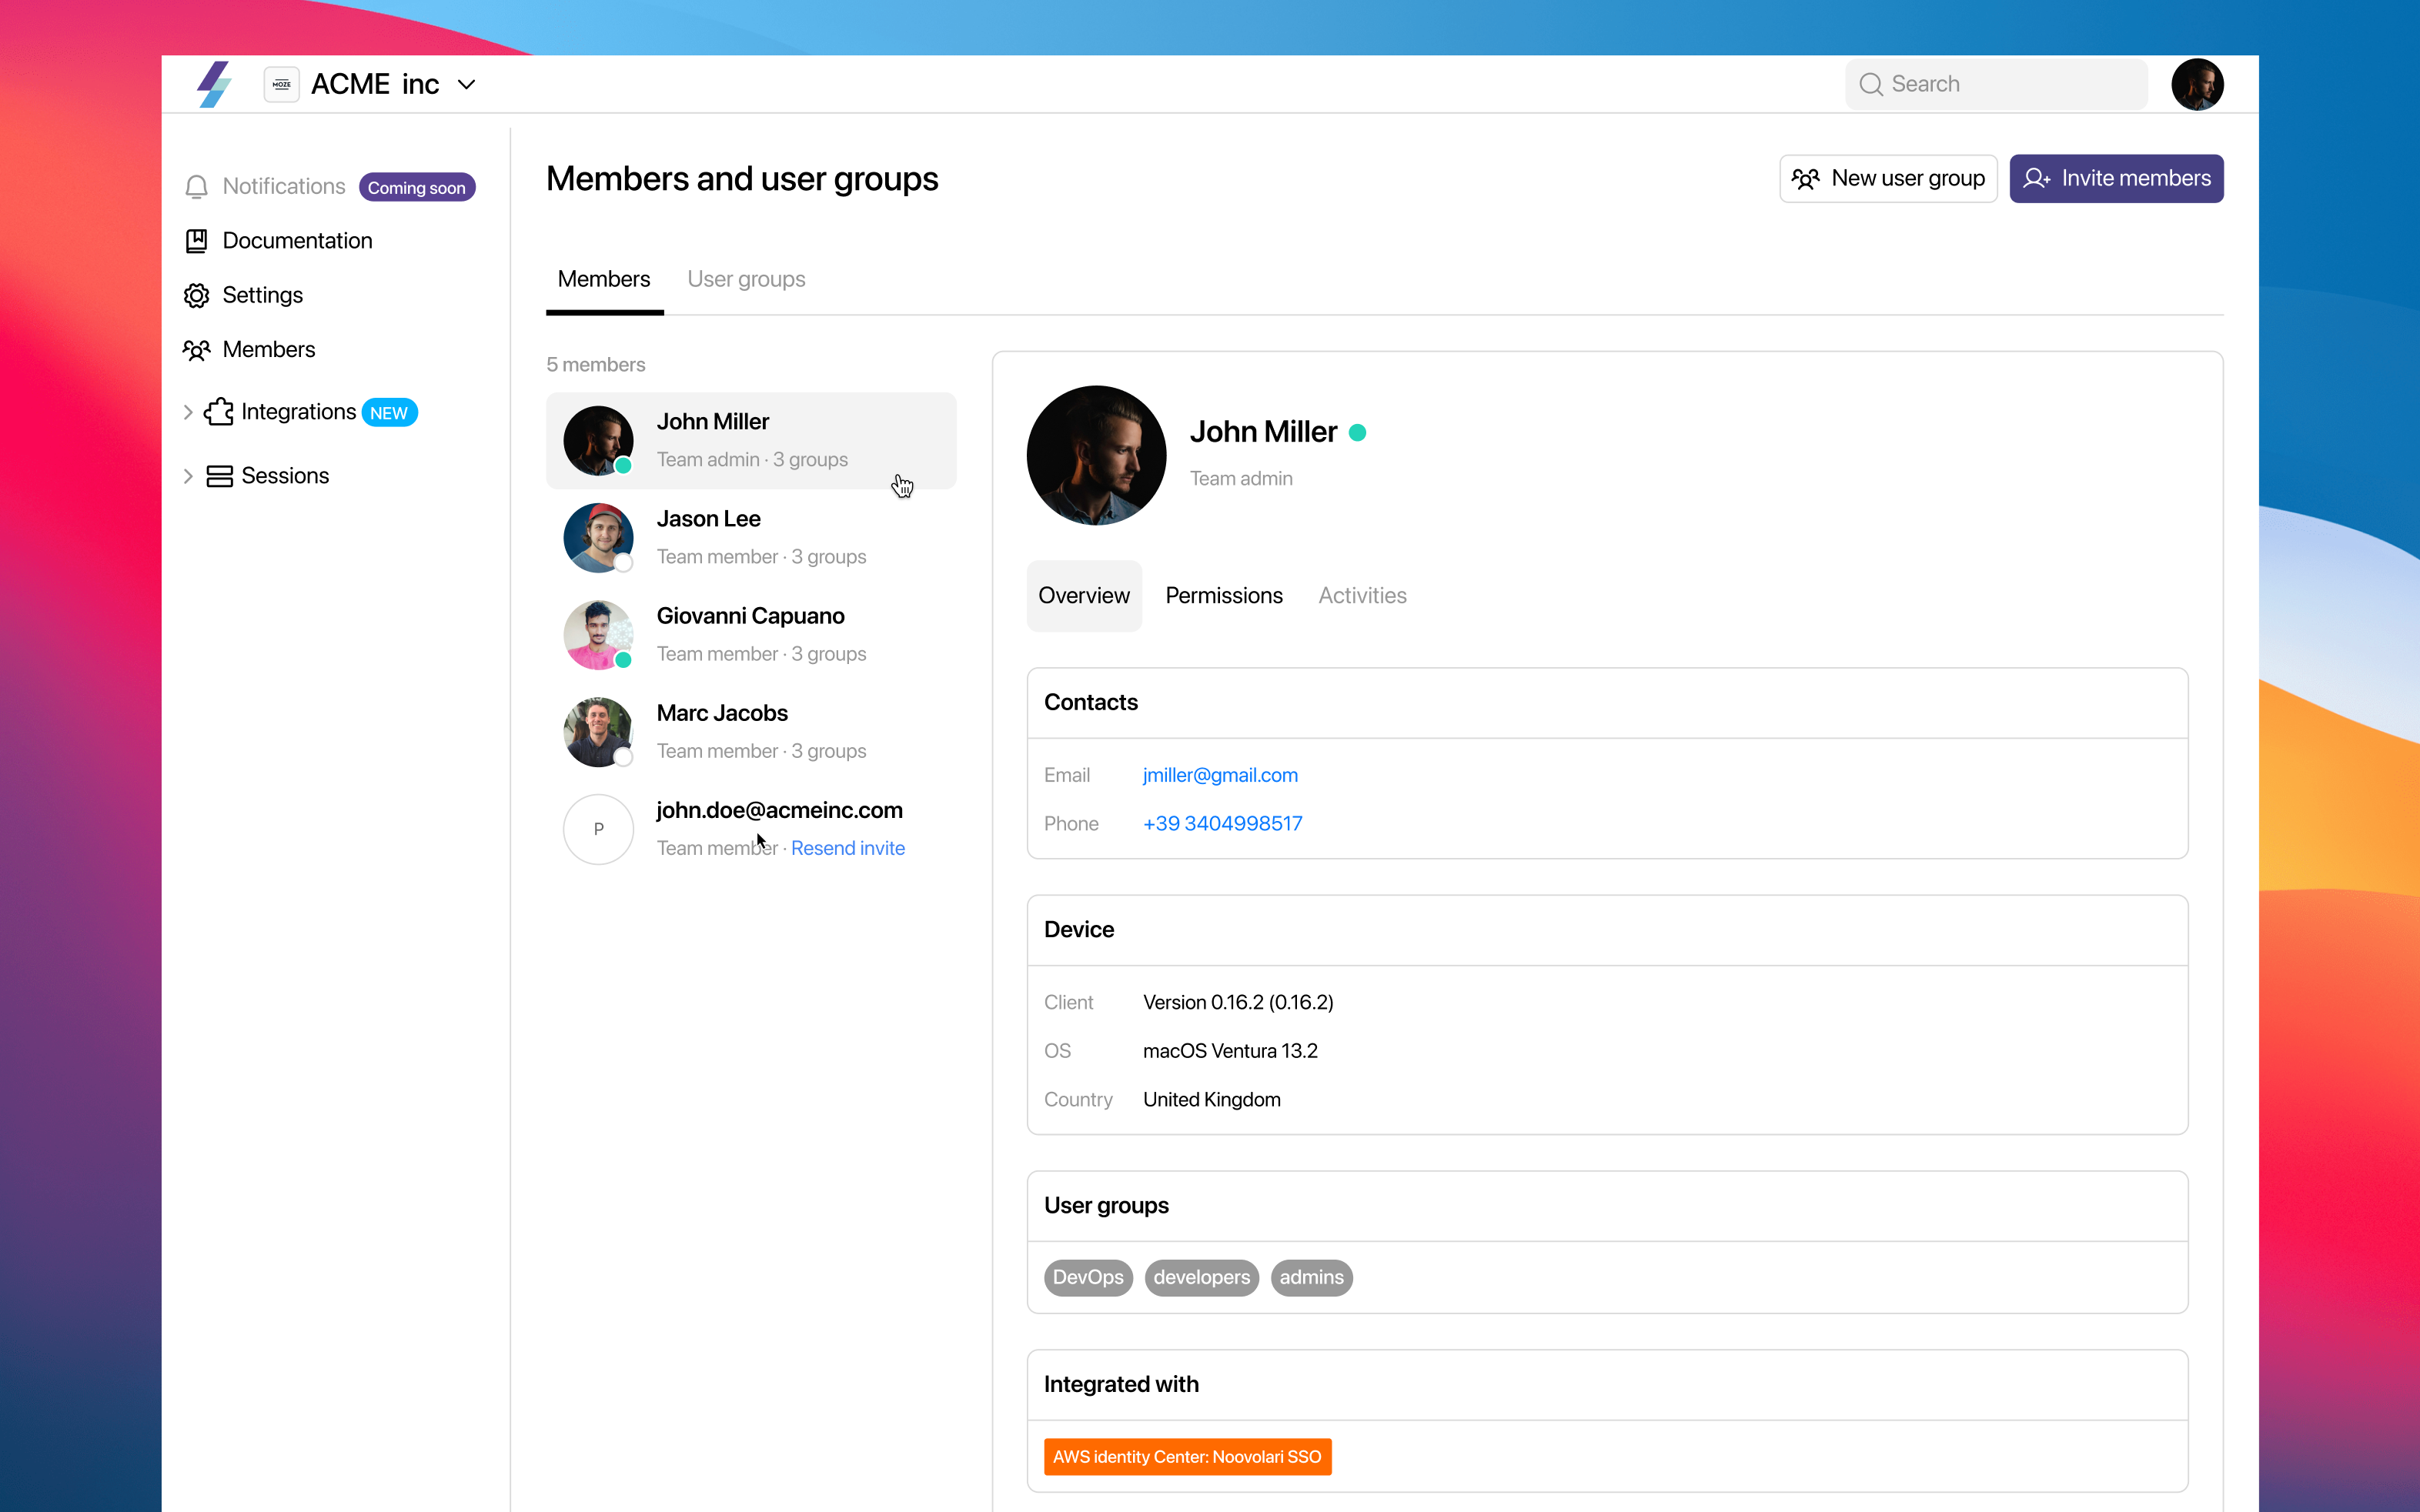 MOZE
ACME inc
Search
Notifications Coming soon
Documentation
Settings
Members
Integrations NEW
Sessions
Members and user groups
New user group
Invite members
Members User groups
5 members
John Miller
Team admin · 3 groups
Jason Lee
Team member · 3 groups
Giovanni Capuano
Team member · 3 groups
Marc Jacobs
Team member · 3 groups
P
john.doe@acmeinc.com
Team member · Resend invite
John Miller
Team admin
Overview Permissions Activities
Contacts
Email jmiller@gmail.com
Phone +39 3404998517
Device
Client Version 0.16.2 (0.16.2)
OS macOS Ventura 13.2
Country United Kingdom
User groups
DevOps developers admins
Integrated with
AWS identity Center: Noovolari SSO